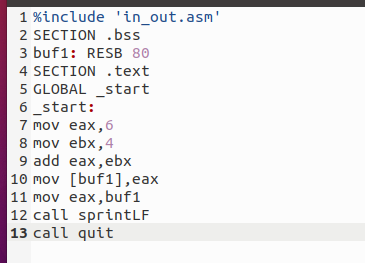 1 %include 'in_out.asm'
2 SECTION .bss
3 buf1: RESB 80
4 SECTION .text
5 GLOBAL _start
6 _start:
7 mov eax,6
8 mov ebx,4
9 add eax,ebx
10 mov [buf1],eax
11 mov eax,buf1
12 call sprintLF
13 call quit